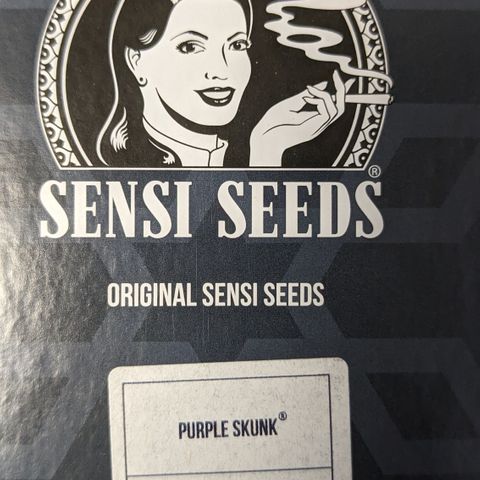 ®
SENSI SEEDS
ORIGINAL SENSI SEEDS
PURPLE SKUNK®